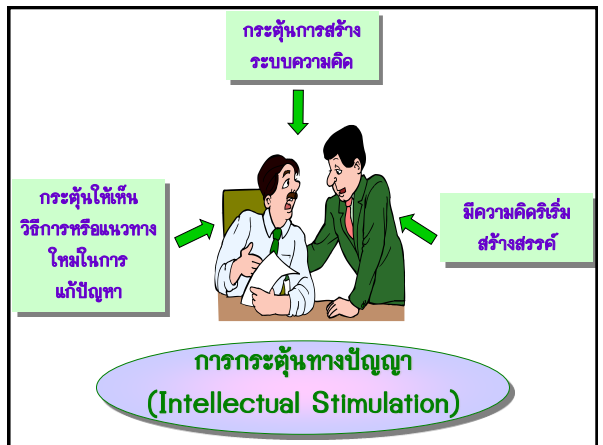 กระตุ้นการสร้าง
ระบบความคิด
กระตุ้นให้เห็น
วิธีการหรือแนวทาง
ใหม่ในการ
แก้ปัญหา
มีความคิดริเริ่ม
สร้างสรรค์
การกระตุ้นทางปัญญา
(Intellectual Stimulation)